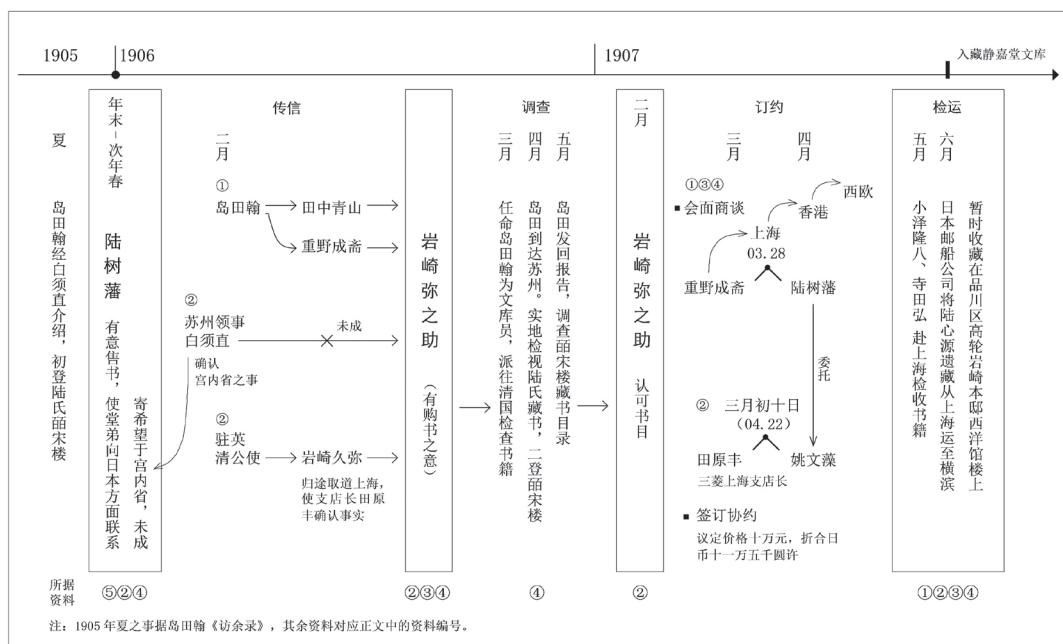 1905
1906
1907
入藏静嘉堂文库
夏
岛田翰经白须直介绍，初登陆氏皕宋楼
年末–次年春
陆树藩
有意售书，使堂弟向日本方面联系
寄希望于宫内省，未成
传信
二月
①
岛田翰
田中青山
重野成斋
②
苏州领事
白须直
未成
确认
宫内省之事
②
驻英
清公使
岩崎久弥
归途取道上海，
使支店长田原
丰确认事实
岩崎弥之助
（有购书之意）
调查
三月
任命岛田翰为文库员，派往清国检查书籍
四月
岛田到达苏州。实地检视陆氏藏书，二登皕宋楼
五月
岛田发回报告，调查皕宋楼藏书目录
二月
岩崎弥之助
认可书目
订约
三月
四月
①③④
■ 会面商谈
西欧
香港
上海
03.28
重野成斋
陆树藩
委托
②
三月初十日
（04.22）
田原丰
姚文藻
三菱上海支店长
■ 签订协约
议定价格十万元，折合日
币十一万五千圆许
检运
五月
小泽隆八、寺田弘 赴上海检收书籍
六月
日本邮船公司将陆心源遗藏从上海运至横滨
暂时收藏在品川区高轮岩崎本邸西洋馆楼上
所据
资料
⑤②④
②③④
④
②
①②③④
注：1905 年夏之事据岛田翰《访余录》，其余资料对应正文中的资料编号。